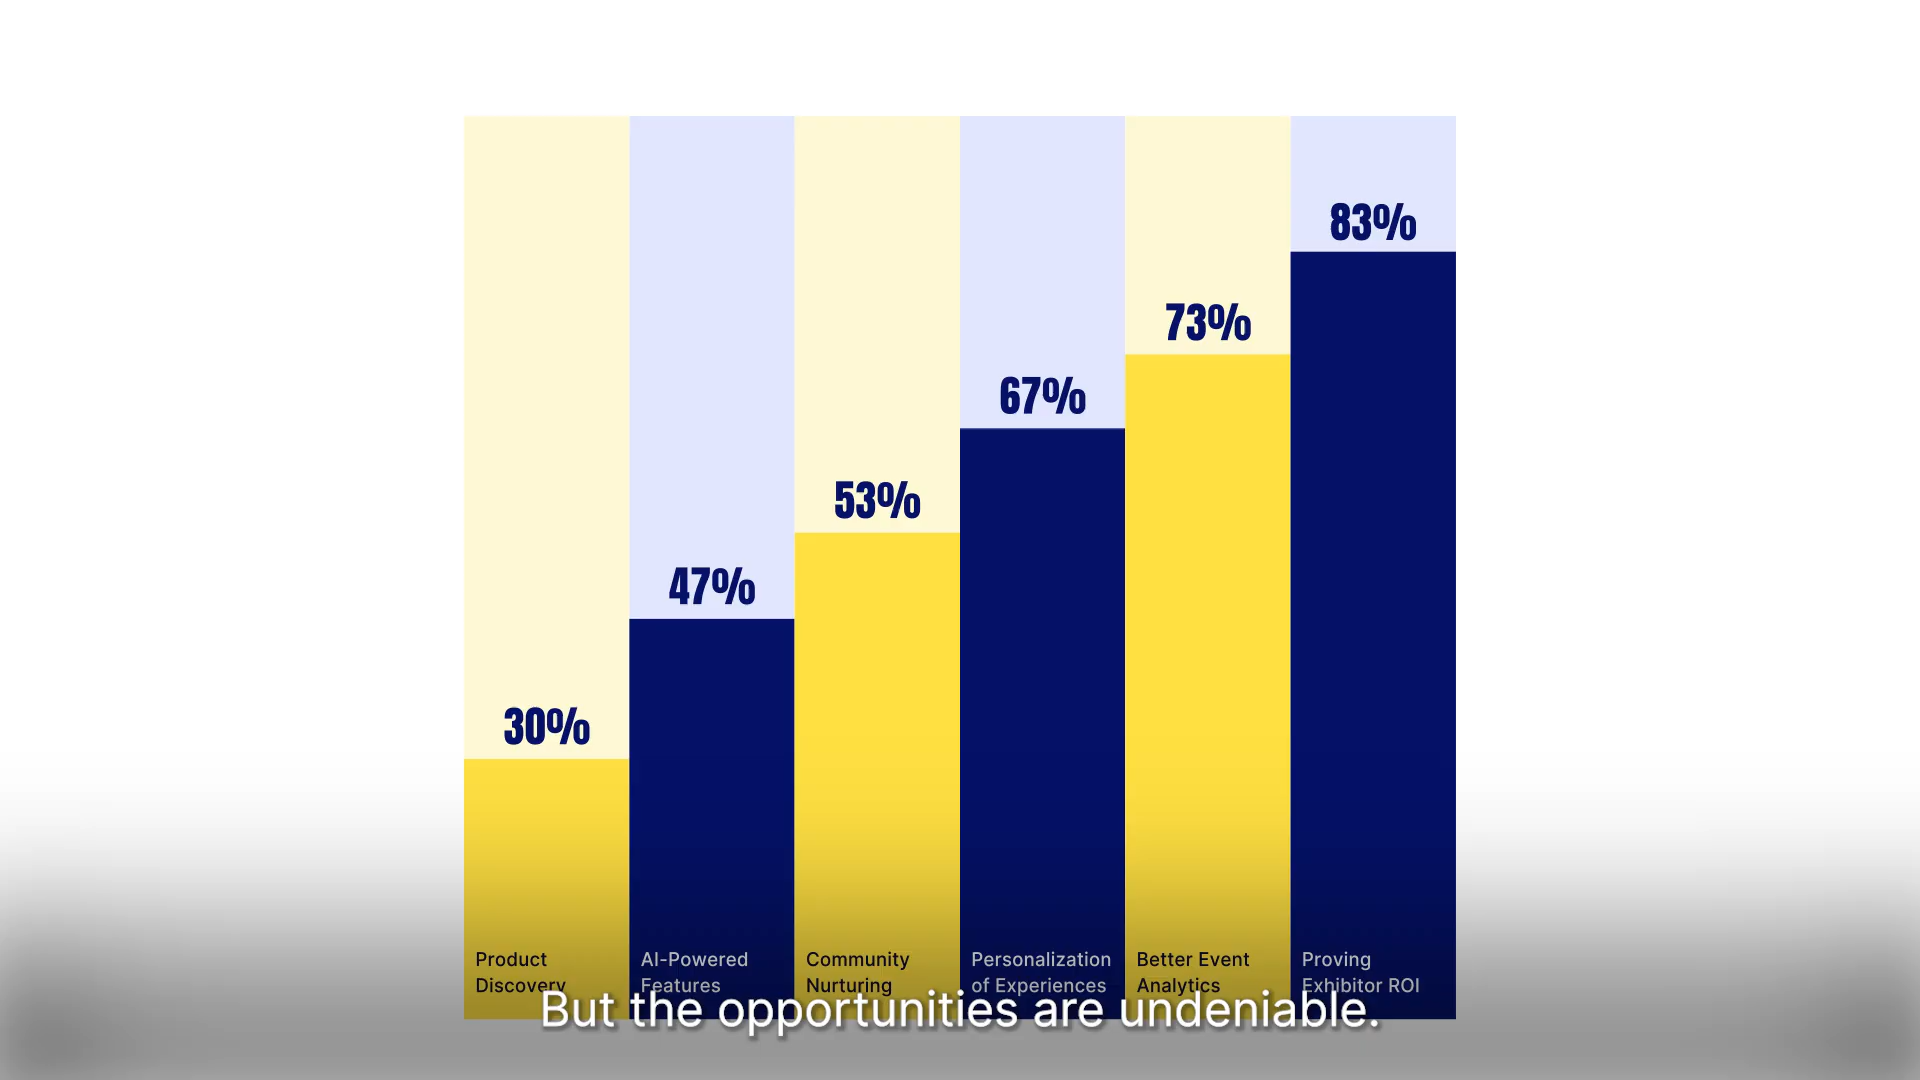 83%
73%
67%
53%
47%
30%
Product
Discovery
AI-Powered
Features
Community
Nurturing
Personalization
of Experiences
Better Event
Analytics
Proving
Exhibitor ROI
But the opportunities are undeniable.